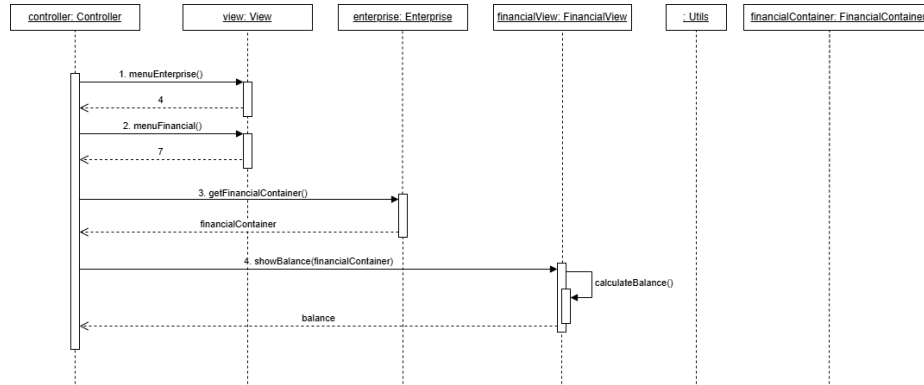 controller: Controller
view: View
enterprise: Enterprise
financialView: FinancialView
: Utils
financialContainer: FinancialContainer
1. menuEnterprise()
4
2. menuFinancial()
7
3. getFinancialContainer()
financialContainer
4. showBalance(financialContainer)
calculateBalance()
balance